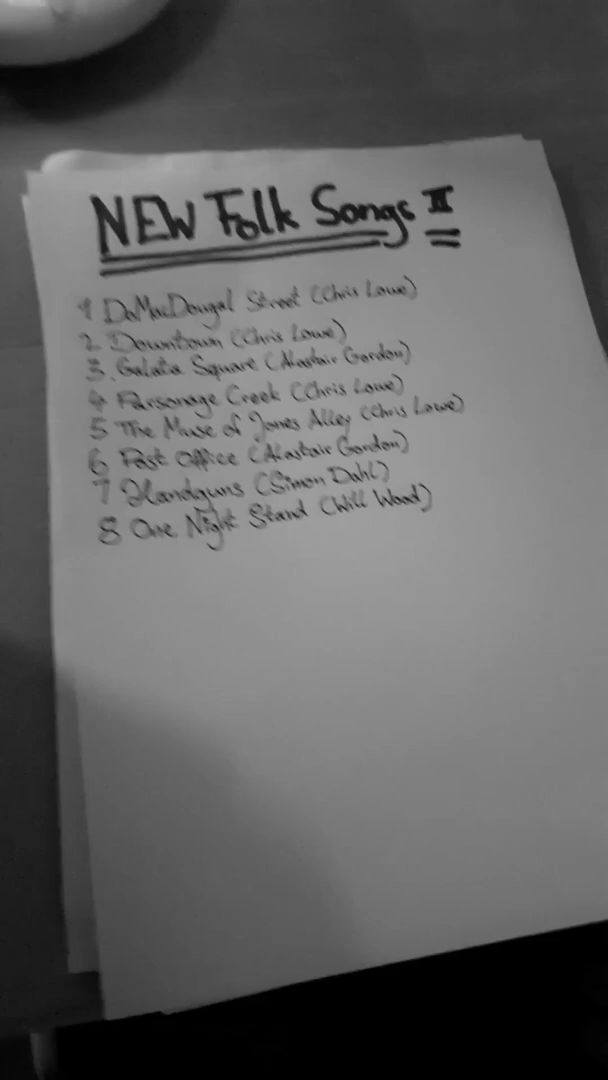 NEW Folk Songs II
1 DoMacDougal Street (Chris Lowe)
2 Downtown (Chris Lowe)
3. Galata Square (Alastair Gordon)
4 Parsonage Creek (Chris Lowe)
5 The Muse of Jones Alley (Chris Lowe)
6 Post Office (Alastair Gordon)
7 Handguns (Simon Dahl)
8 One Night Stand (Will Wood)